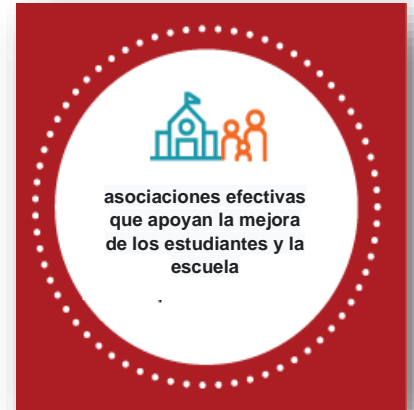 asociaciones efectivas
que apoyan la mejora
de los estudiantes y la
escuela